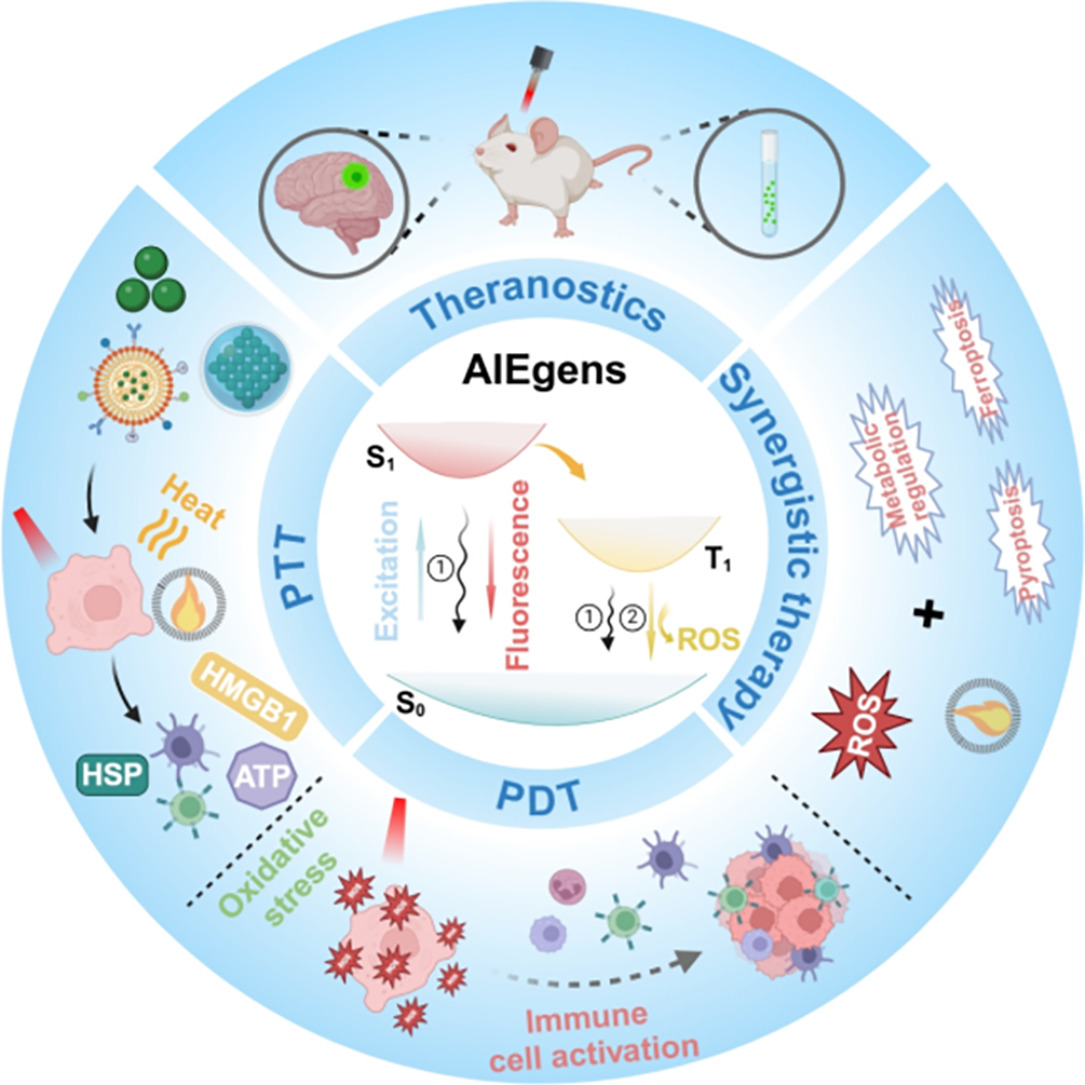 Theranostics
AIEgens
S1
Excitation
①
Fluorescence
T1
①
②
ROS
S0
PTT
Heat
HMGB1
HSP
ATP
PDT
Oxidative
stress
Immune
cell activation
Synergistic therapy
Ferroptosis
Metabolic
regulation
Pyroptosis
+
ROS